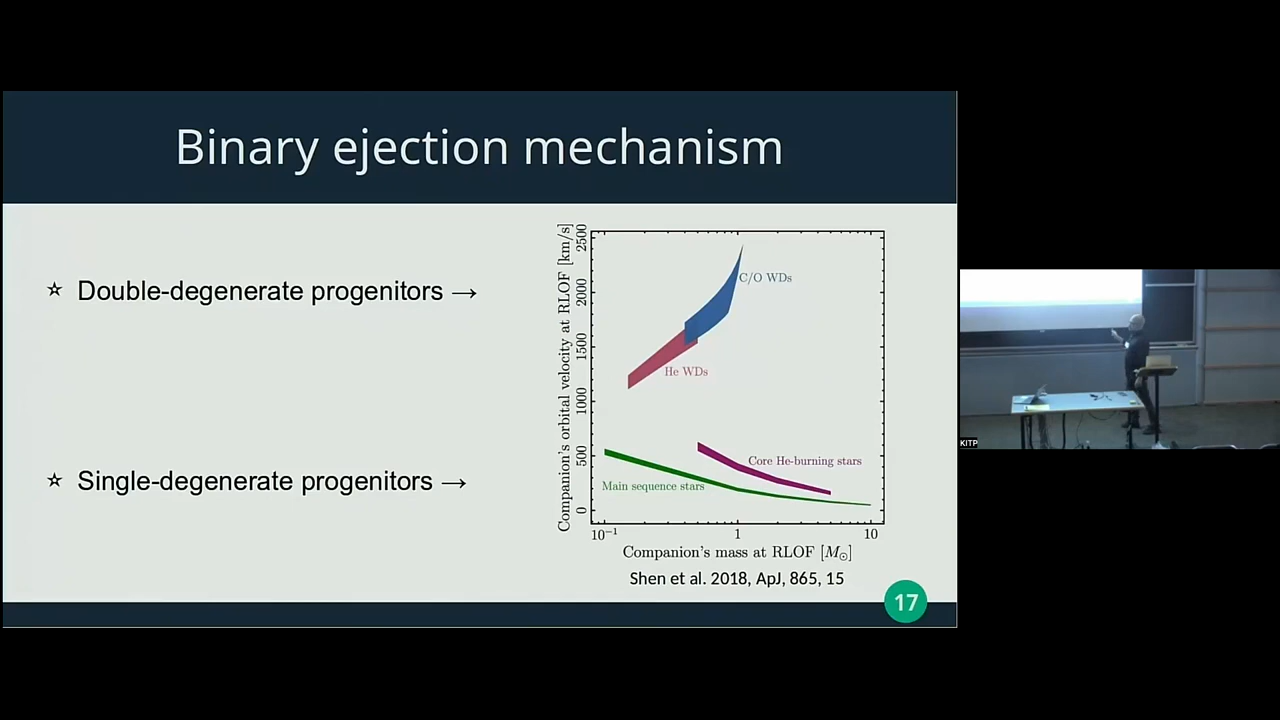 Binary ejection mechanism
☆ Double-degenerate progenitors →
☆ Single-degenerate progenitors →
Companion's orbital velocity at RLOF [km/s]
2500
2000
1500
1000
500
0
C/O WDs
He WDs
Core He-burning stars
Main sequence stars
10⁻¹ 1 10
Companion's mass at RLOF [M☉]
Shen et al. 2018, ApJ, 865, 15
17
KITP